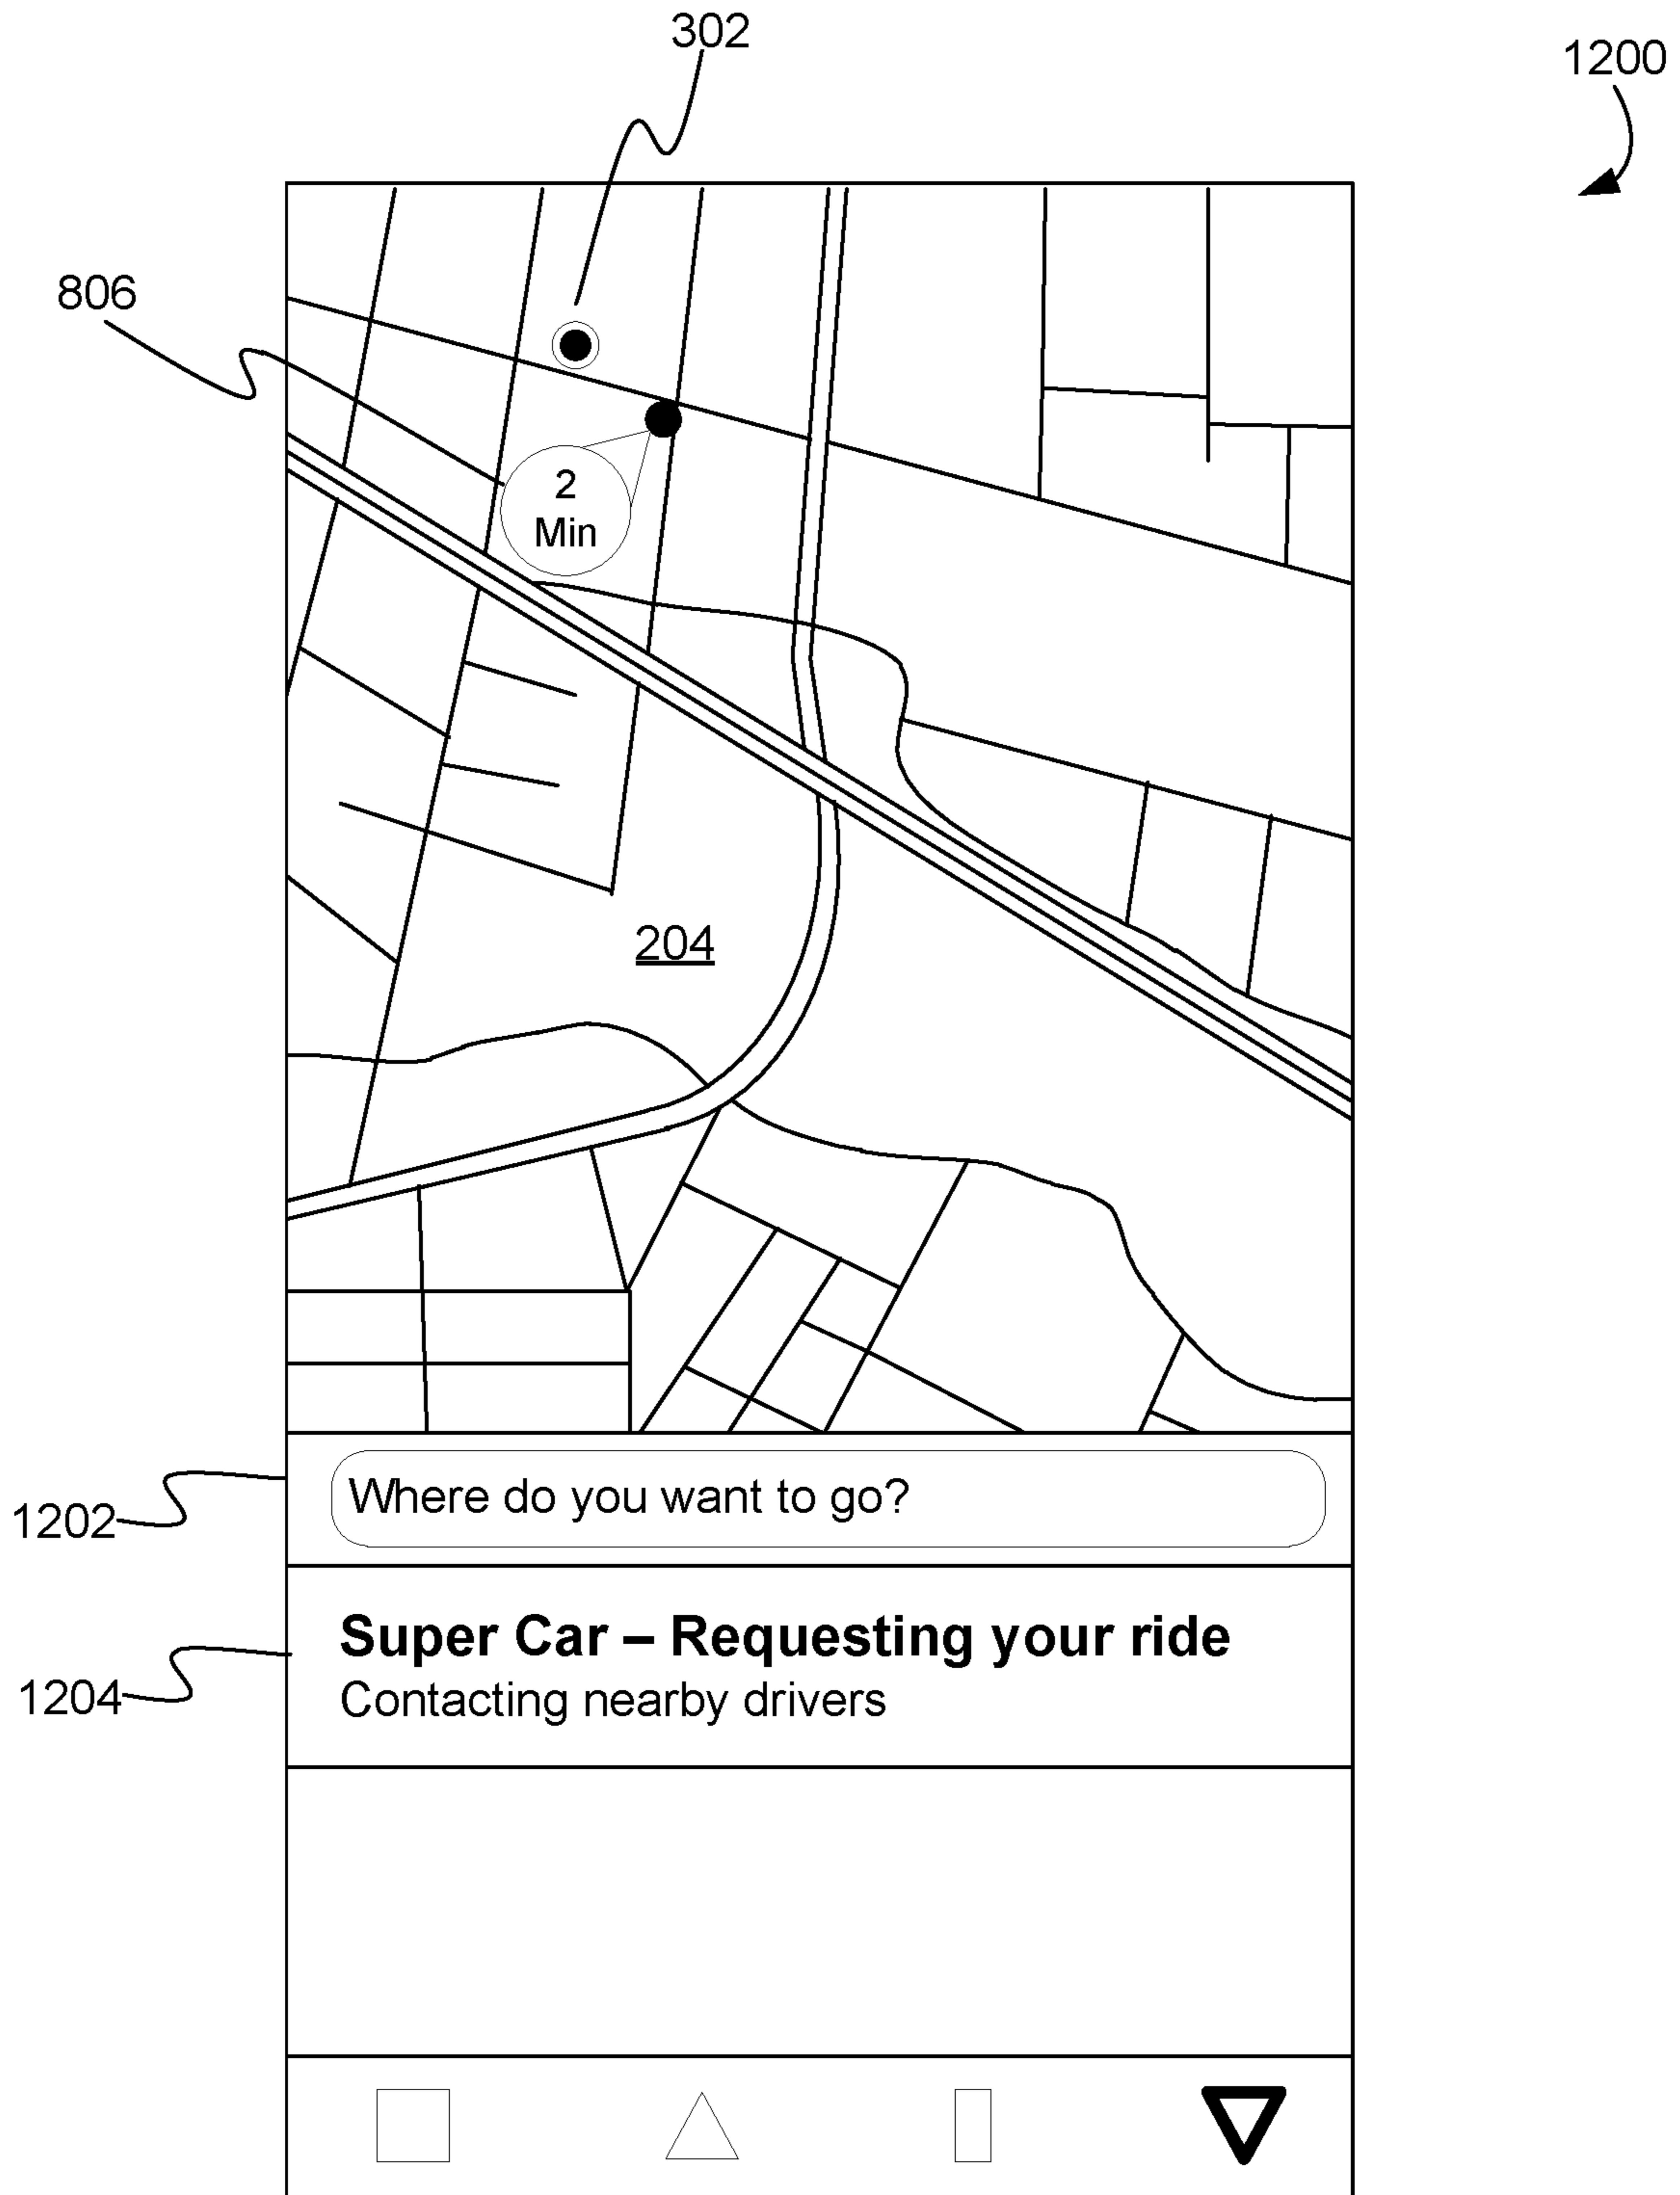 302
1200
806
2
Min
204
Where do you want to go?
1202
Super Car – Requesting your ride
Contacting nearby drivers
1204